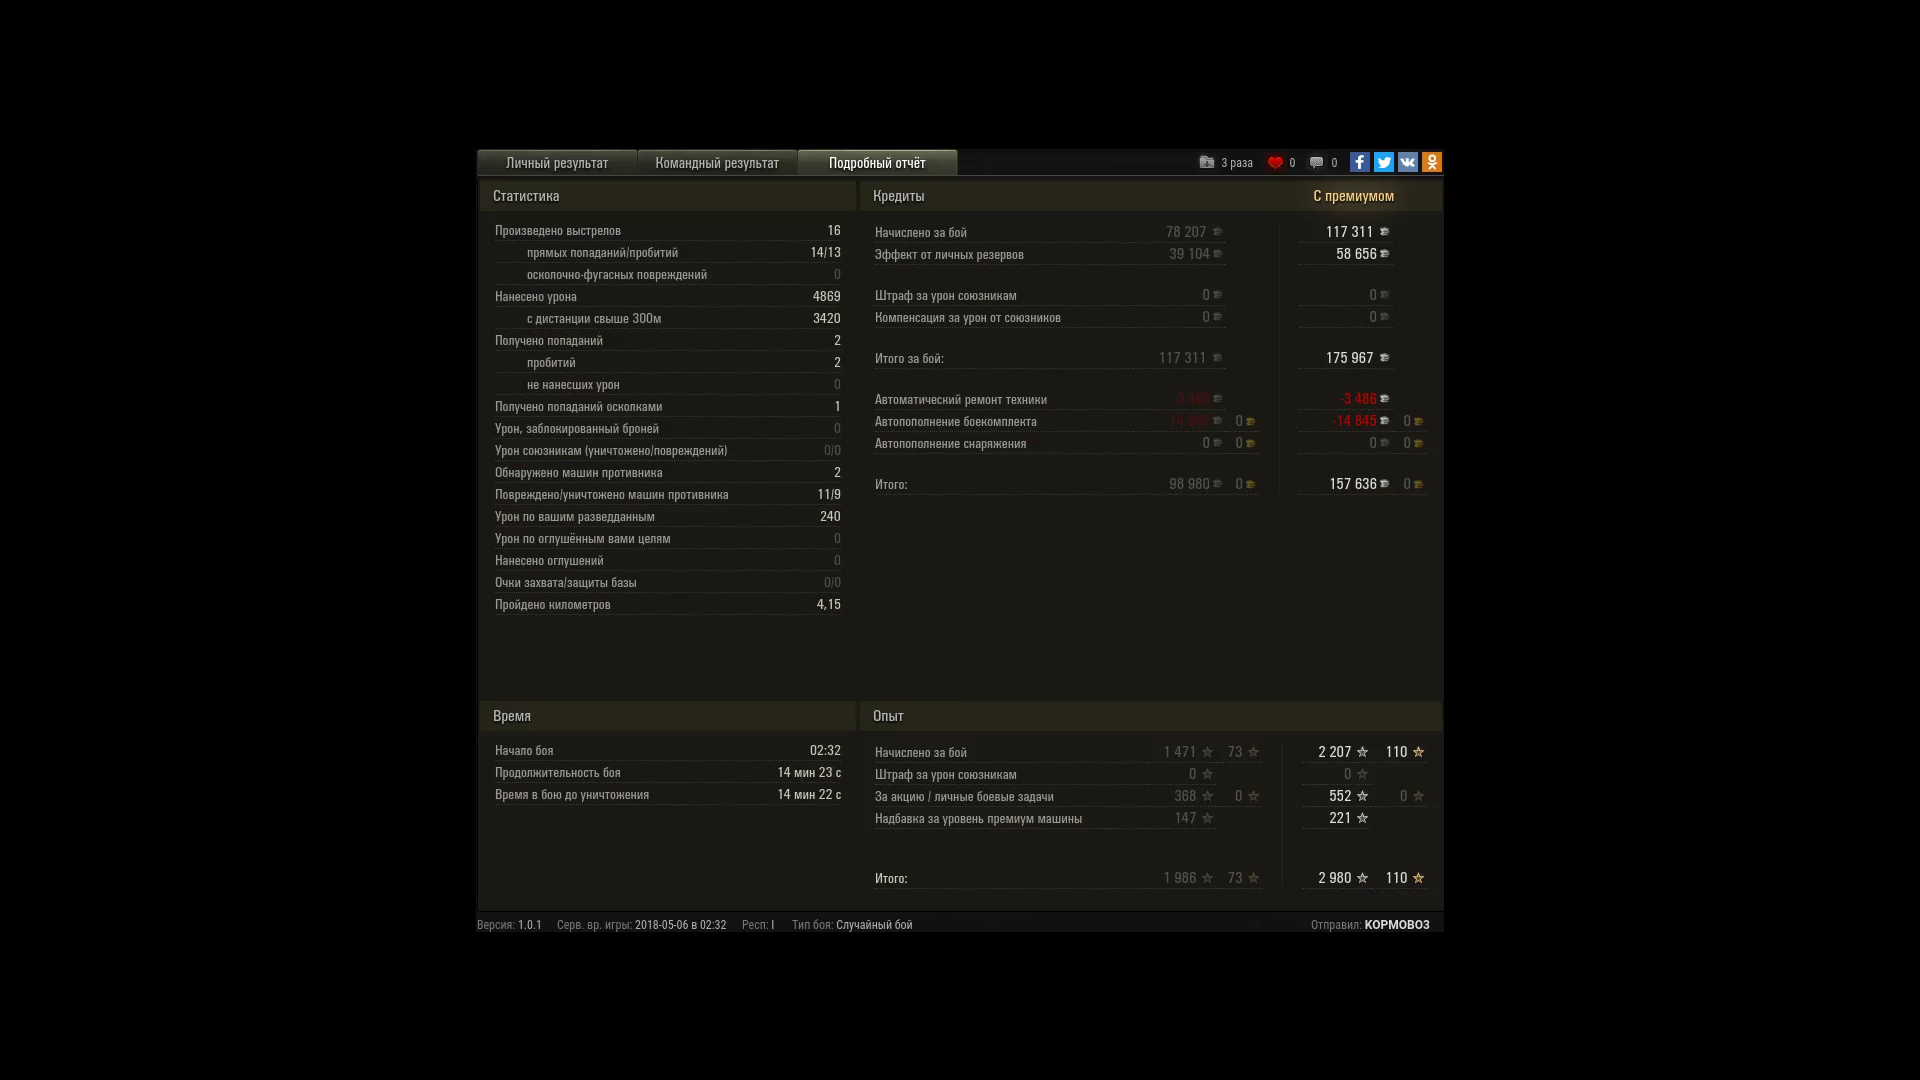 Личный результат Командный результат Подробный отчёт 3 раза 0 0
Статистика
Произведено выстрелов 16
прямых попаданий/пробитий 14/13
осколочно-фугасных повреждений 0
Нанесено урона 4869
с дистанции свыше 300м 3420
Получено попаданий 2
пробитий 2
не нанесших урон 0
Получено попаданий осколками 1
Урон, заблокированный броней 0
Урон союзникам (уничтожено/повреждений) 0/0
Обнаружено машин противника 2
Повреждено/уничтожено машин противника 11/9
Урон по вашим разведданным 240
Урон по оглушённым вами целям 0
Нанесено оглушений 0
Очки захвата/защиты базы 0/0
Пройдено километров 4,15
Кредиты С премиумом
Начислено за бой 78 207 117 311
Эффект от личных резервов 39 104 58 656
Штраф за урон союзникам 0 0
Компенсация за урон от союзников 0 0
Итого за бой: 117 311 175 967
Автоматический ремонт техники -3 486
Автопополнение боекомплекта 0 -14 845 0
Автопополнение снаряжения 0 0 0 0
Итого: 98 980 0 157 636 0
Время
Начало боя 02:32
Продолжительность боя 14 мин 23 с
Время в бою до уничтожения 14 мин 22 с
Опыт
Начислено за бой 1 471 73 2 207 110
Штраф за урон союзникам 0 0
За акцию / личные боевые задачи 368 0 552 0
Надбавка за уровень премиум машины 147 221
Итого: 1 986 73 2 980 110
Версия: 1.0.1 Серв. вр. игры: 2018-05-06 в 02:32 Респ: I Тип боя: Случайный бой Отправил: KOPMOBO3